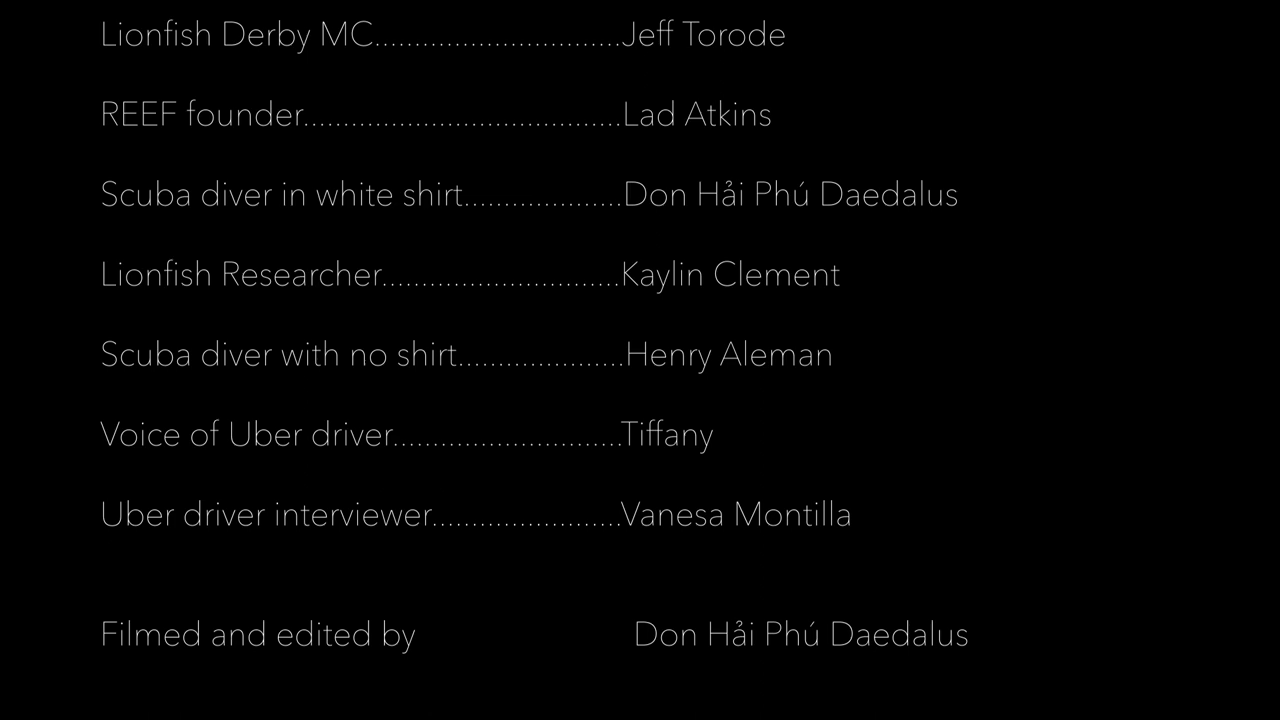 Lionfish Derby MC...............................Jeff Torode
REEF founder........................................Lad Atkins
Scuba diver in white shirt....................Don Hải Phú Daedalus
Lionfish Researcher..............................Kaylin Clement
Scuba diver with no shirt.....................Henry Aleman
Voice of Uber driver.............................Tiffany
Uber driver interviewer........................Vanesa Montilla
Filmed and edited by Don Hải Phú Daedalus